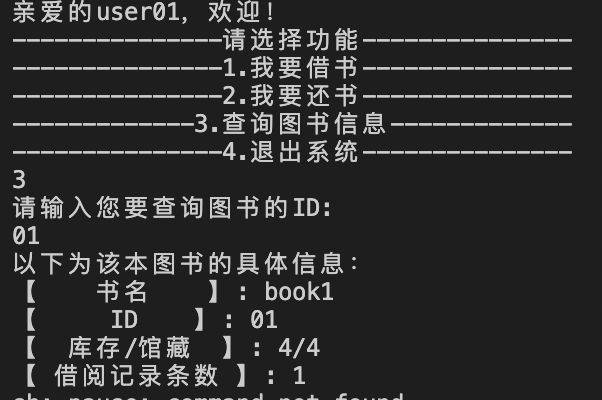 亲爱的user01，欢迎！
---------------请选择功能---------------
---------------1.我要借书---------------
---------------2.我要还书---------------
-------------3.查询图书信息-------------
---------------4.退出系统---------------
3
请输入您要查询图书的ID:
01
以下为该本图书的具体信息：
【    书名    】: book1
【     ID    】: 01
【  库存/馆藏  】: 4/4
【 借阅记录条数 】: 1
sh: pause: command not found